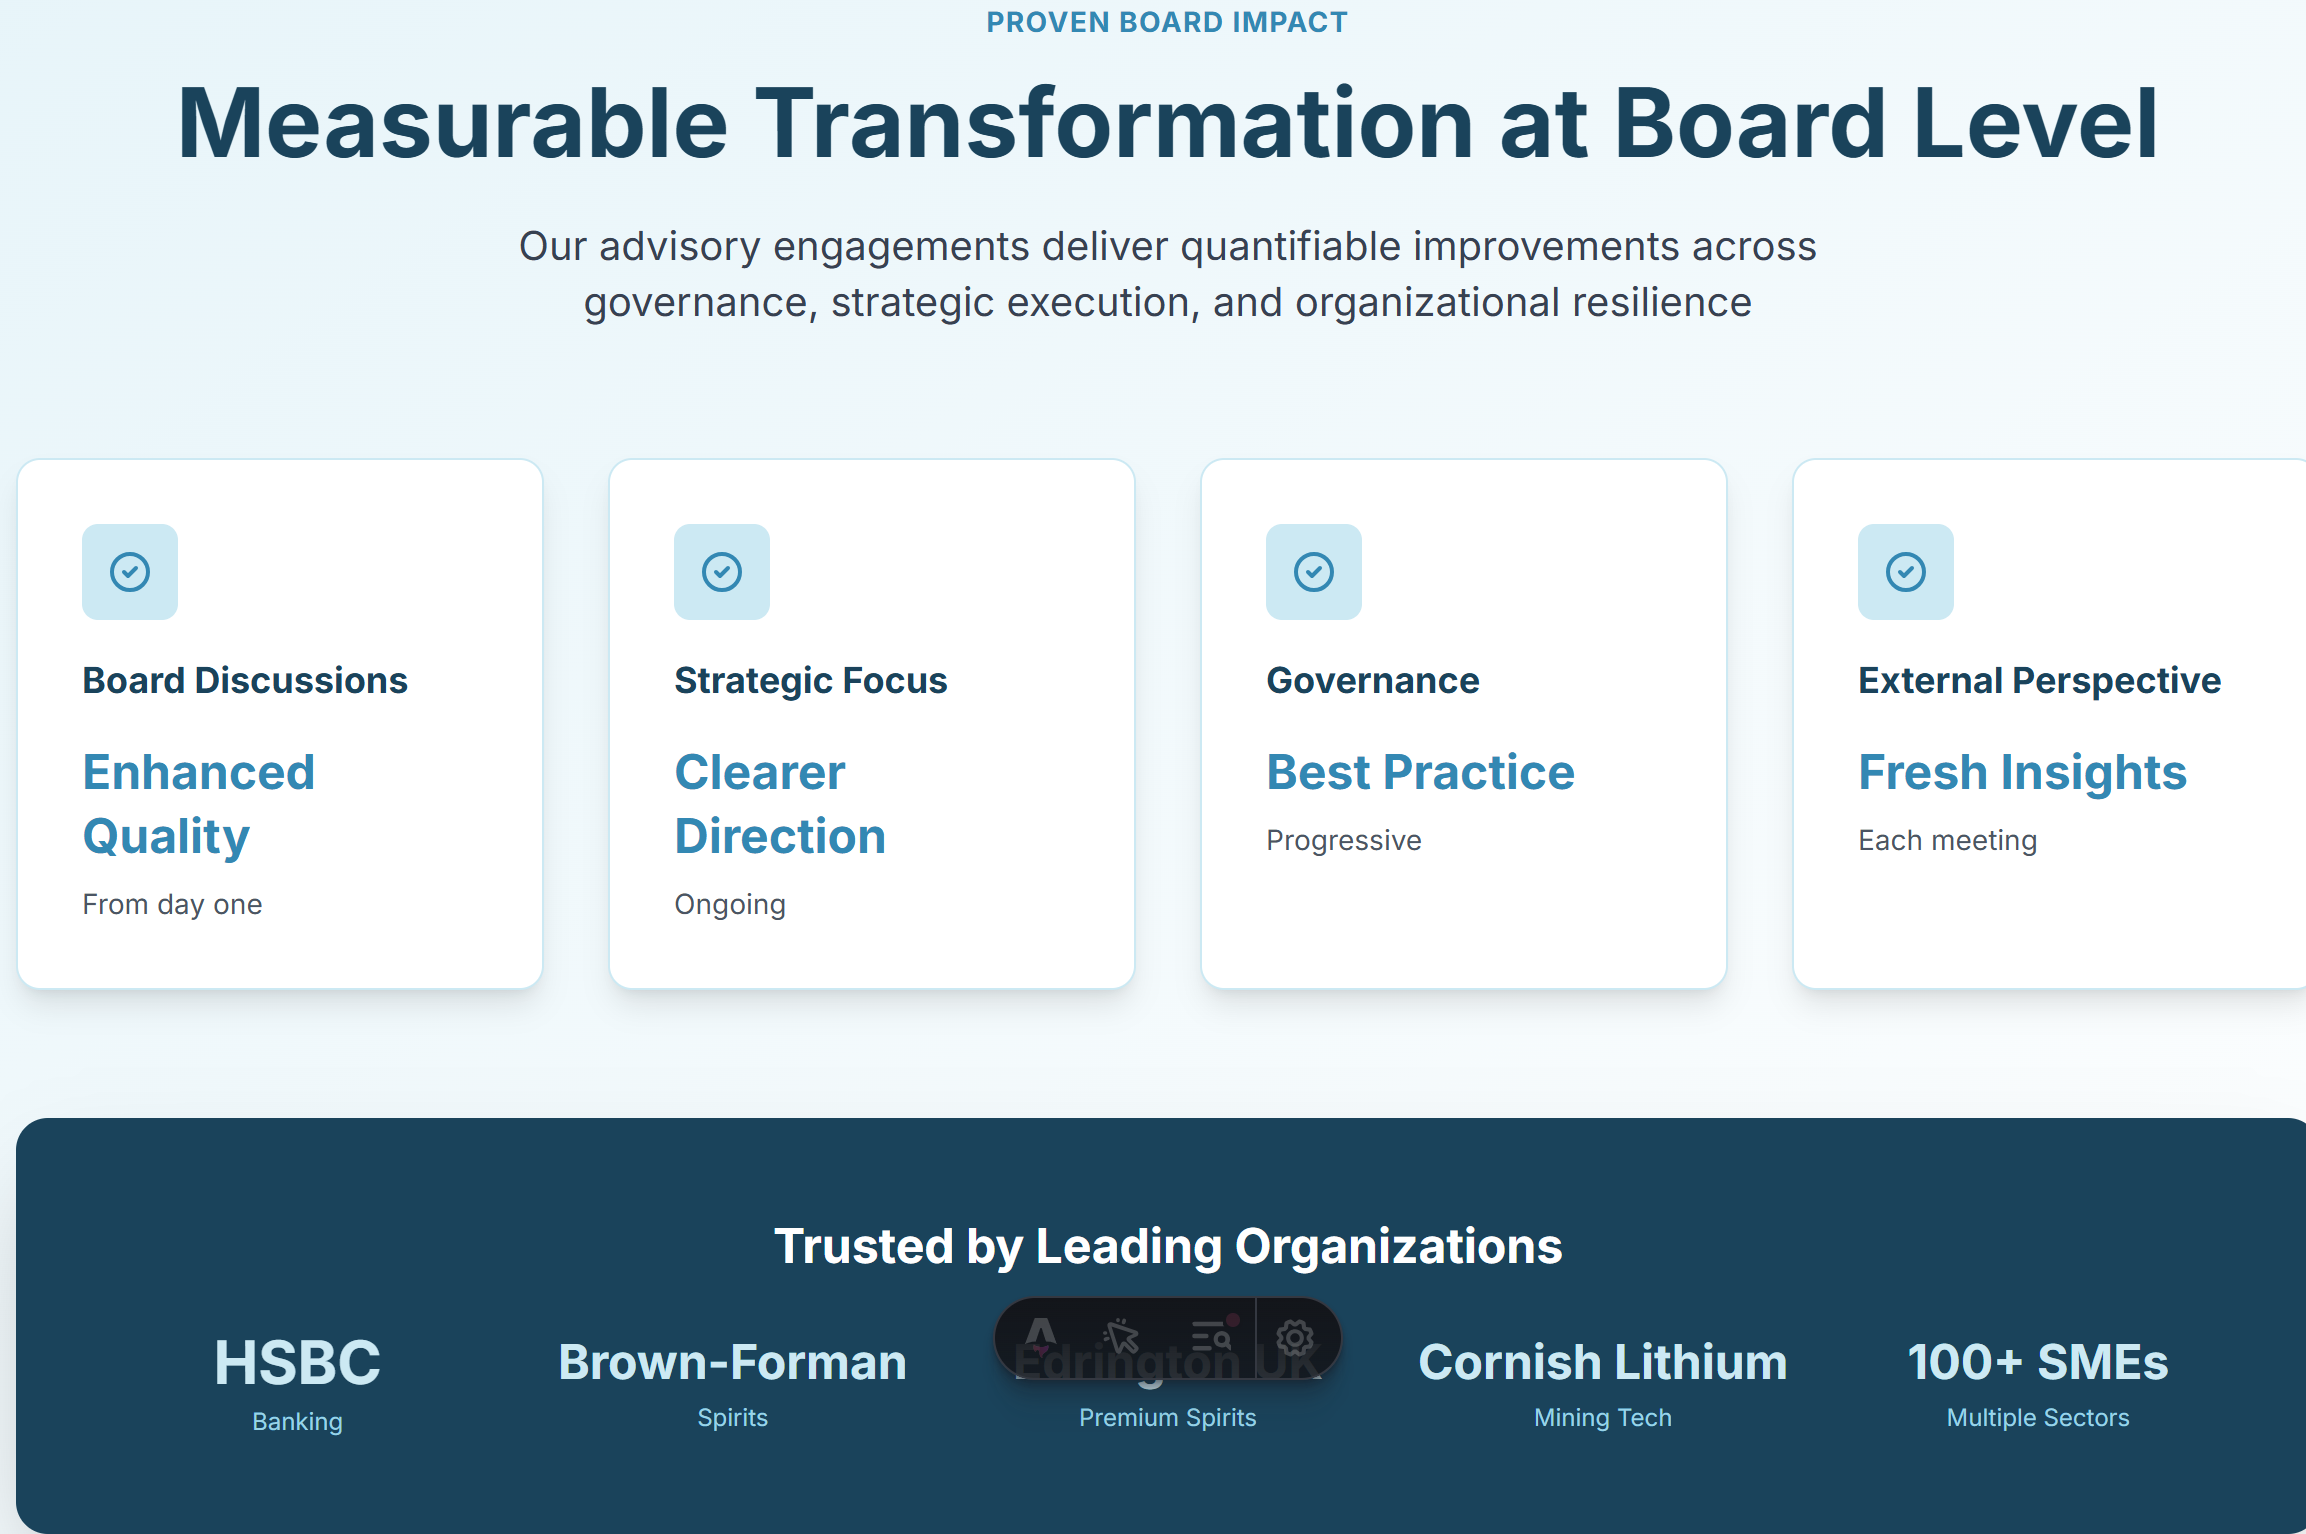 PROVEN BOARD IMPACT
Measurable Transformation at Board Level
Our advisory engagements deliver quantifiable improvements across
governance, strategic execution, and organizational resilience
Board Discussions
Enhanced
Quality
From day one
Strategic Focus
Clearer
Direction
Ongoing
Governance
Best Practice
Progressive
External Perspective
Fresh Insights
Each meeting
Trusted by Leading Organizations
HSBC
Banking
Brown-Forman
Spirits
Edrington UK
Premium Spirits
Cornish Lithium
Mining Tech
100+ SMEs
Multiple Sectors